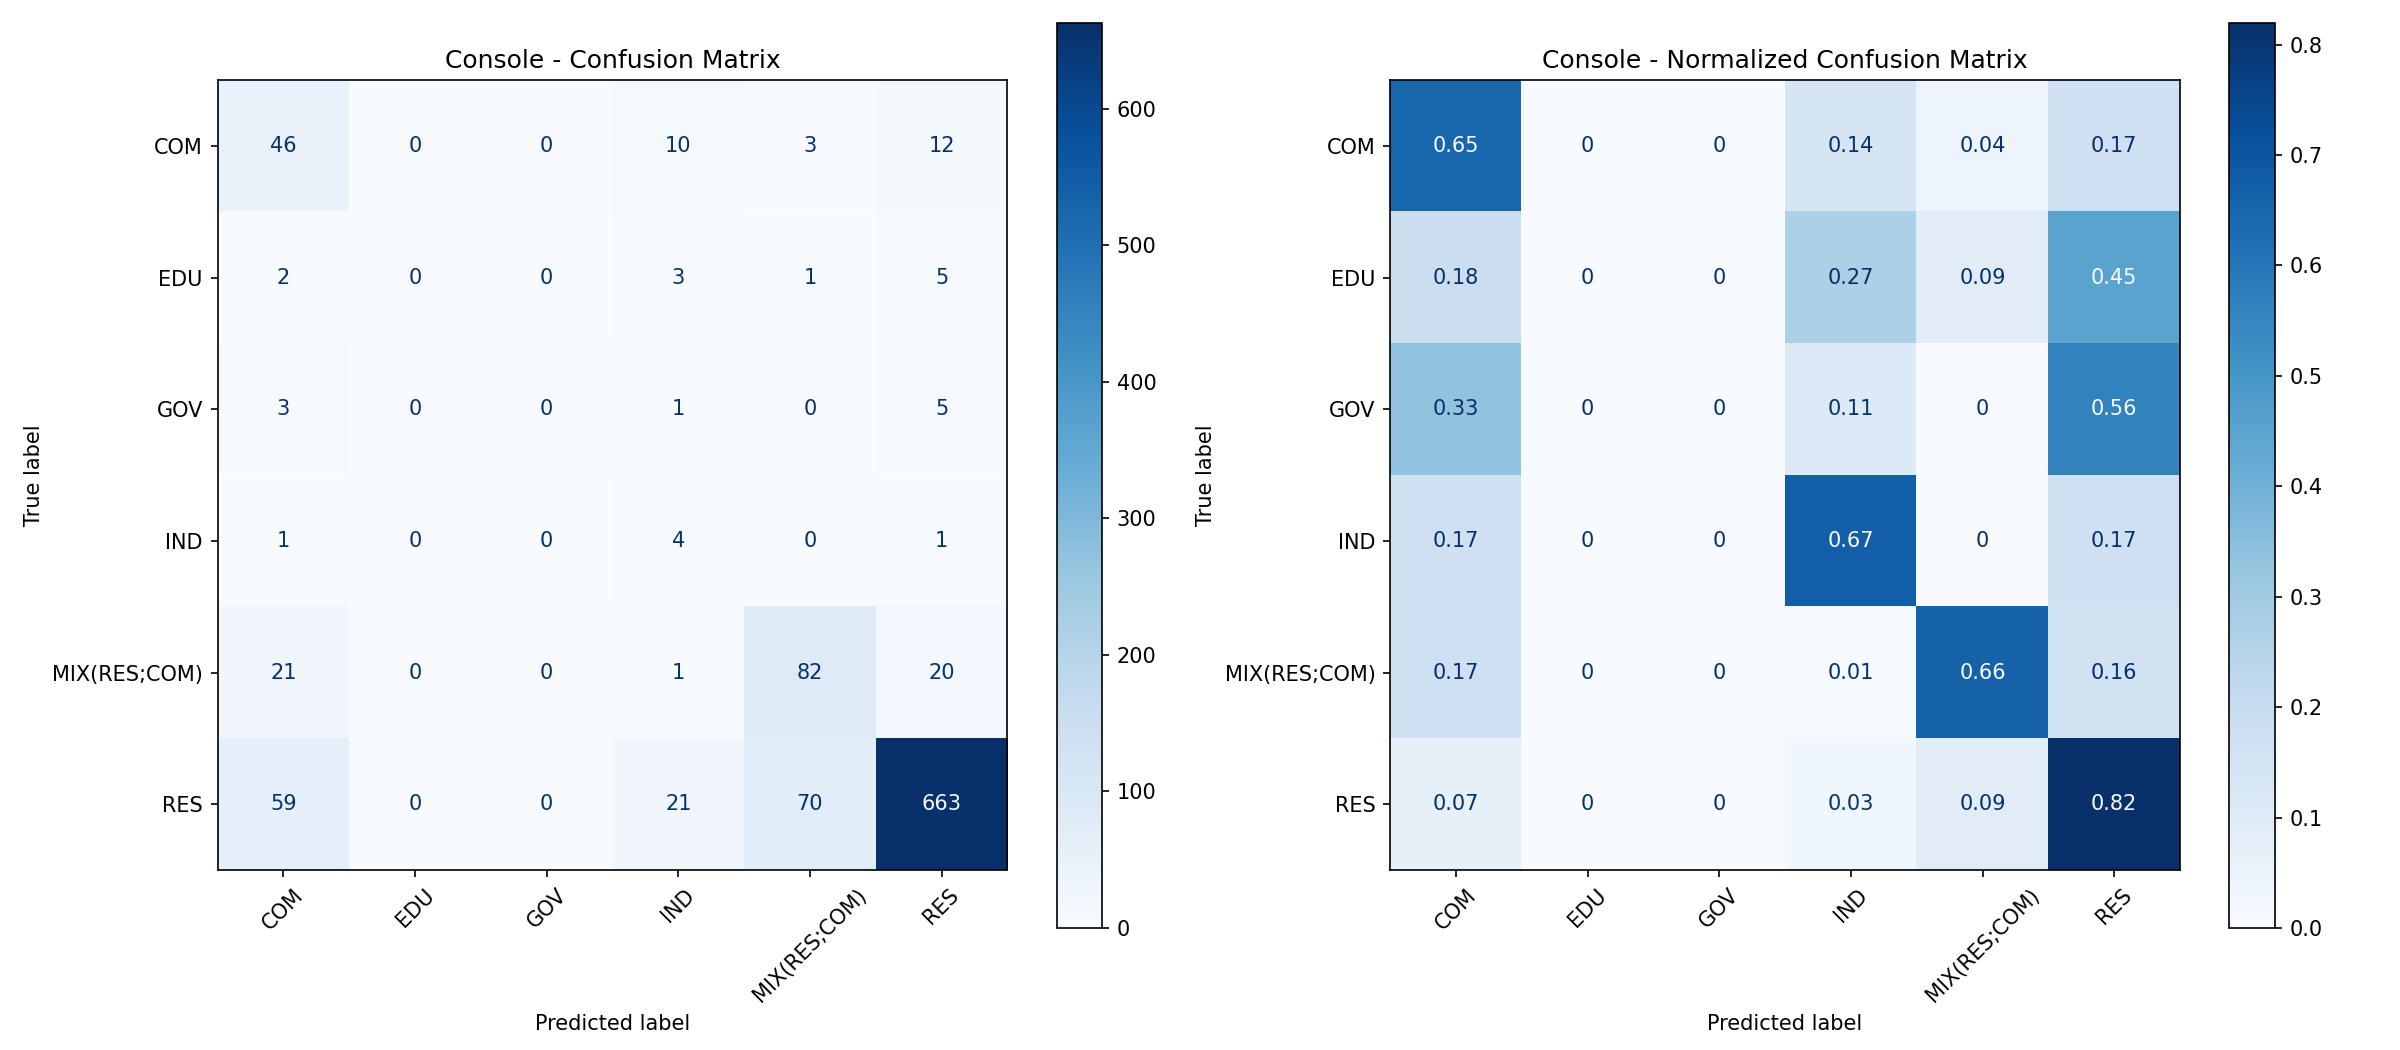 Console - Confusion Matrix
True label
COM 46 0 0 10 3 12
EDU 2 0 0 3 1 5
GOV 3 0 0 1 0 5
IND 1 0 0 4 0 1
MIX(RES;COM) 21 0 0 1 82 20
RES 59 0 0 21 70 663
COM EDU GOV IND MIX(RES;COM) RES
Predicted label
600
500
400
300
200
100
0
Console - Normalized Confusion Matrix
True label
COM 0.65 0 0 0.14 0.04 0.17
EDU 0.18 0 0 0.27 0.09 0.45
GOV 0.33 0 0 0.11 0 0.56
IND 0.17 0 0 0.67 0 0.17
MIX(RES;COM) 0.17 0 0 0.01 0.66 0.16
RES 0.07 0 0 0.03 0.09 0.82
COM EDU GOV IND MIX(RES;COM) RES
Predicted label
0.8
0.7
0.6
0.5
0.4
0.3
0.2
0.1
0.0